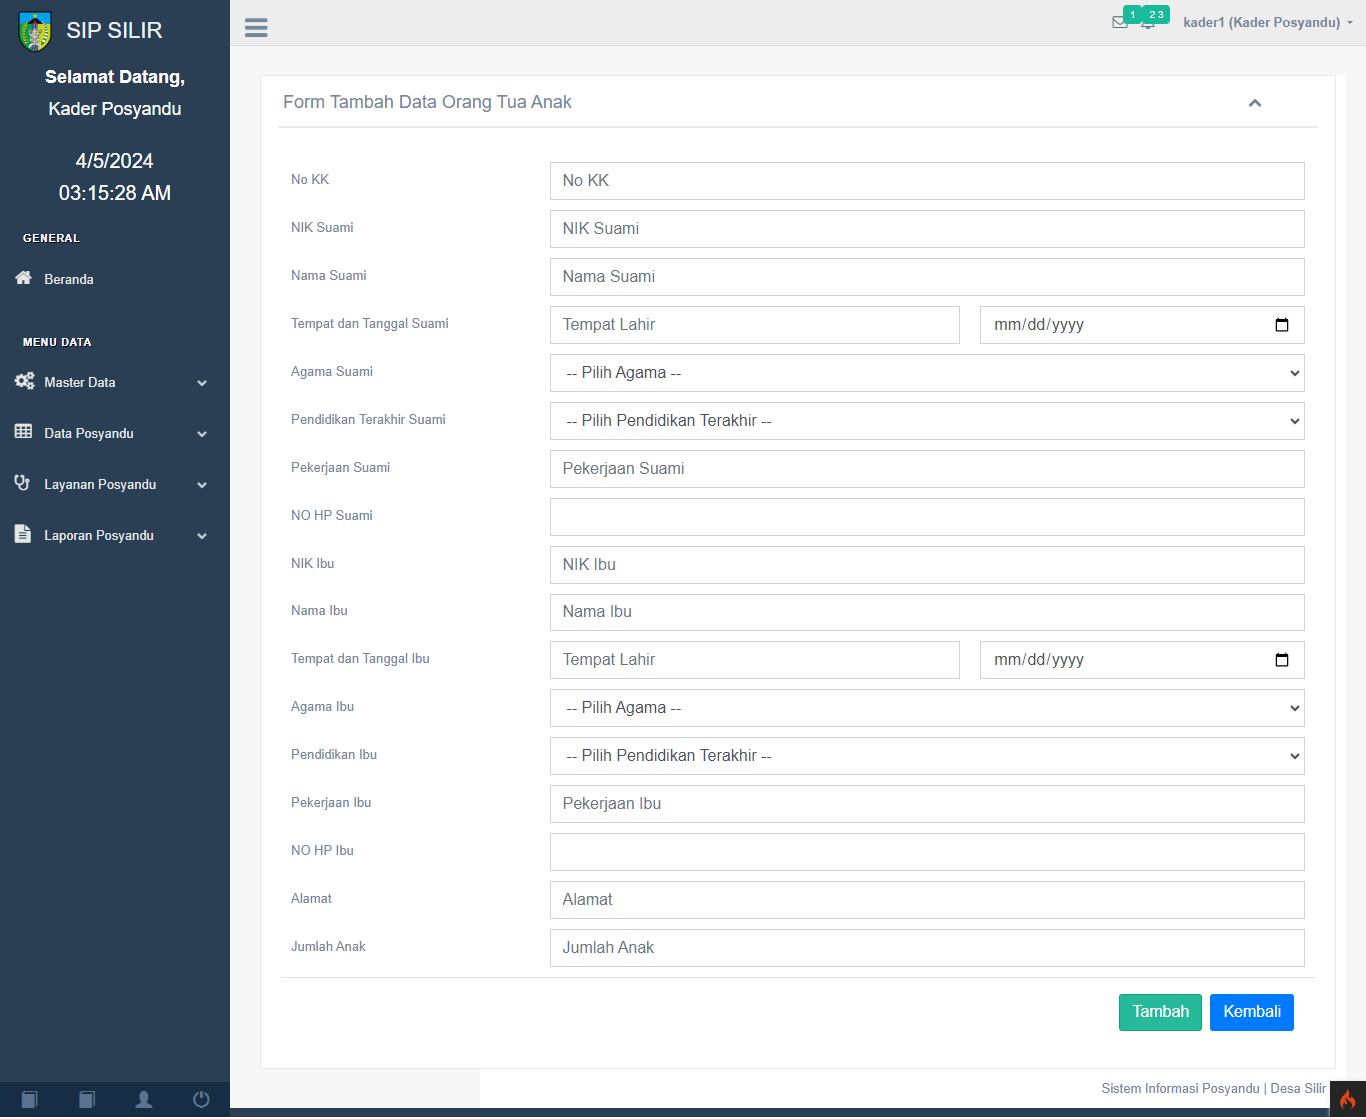 SIP SILIR
Selamat Datang,
Kader Posyandu
4/5/2024
03:15:28 AM
GENERAL
Beranda
MENU DATA
Master Data
Data Posyandu
Layanan Posyandu
Laporan Posyandu
1 23 kader1 (Kader Posyandu)
Form Tambah Data Orang Tua Anak
No KK No KK
NIK Suami NIK Suami
Nama Suami Nama Suami
Tempat dan Tanggal Suami Tempat Lahir mm/dd/yyyy
Agama Suami -- Pilih Agama --
Pendidikan Terakhir Suami -- Pilih Pendidikan Terakhir --
Pekerjaan Suami Pekerjaan Suami
NO HP Suami
NIK Ibu NIK Ibu
Nama Ibu Nama Ibu
Tempat dan Tanggal Ibu Tempat Lahir mm/dd/yyyy
Agama Ibu -- Pilih Agama --
Pendidikan Ibu -- Pilih Pendidikan Terakhir --
Pekerjaan Ibu Pekerjaan Ibu
NO HP Ibu
Alamat Alamat
Jumlah Anak Jumlah Anak
Tambah Kembali
Sistem Informasi Posyandu | Desa Silir